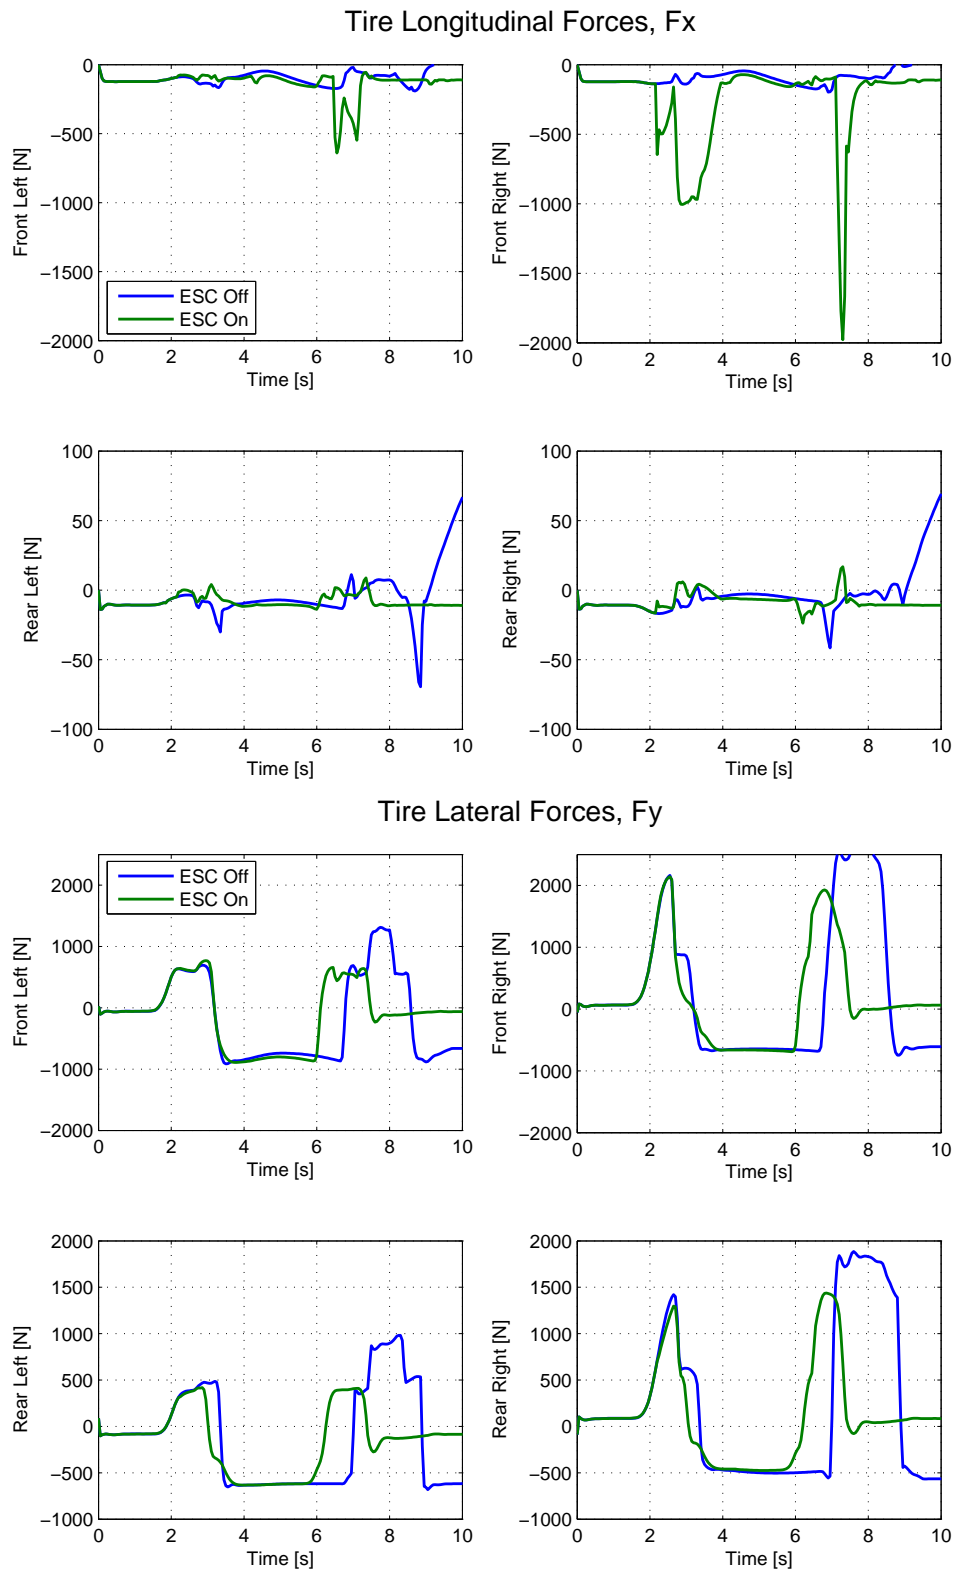 Tire Longitudinal Forces, Fx
0
−500
−1000
−1500
−2000
Front Left [N]
ESC Off
ESC On
0 2 4 6 8 10
Time [s]
0
−500
−1000
−1500
−2000
Front Right [N]
0 2 4 6 8 10
Time [s]
100
50
0
−50
−100
Rear Left [N]
0 2 4 6 8 10
Time [s]
100
50
0
−50
−100
Rear Right [N]
0 2 4 6 8 10
Time [s]
Tire Lateral Forces, Fy
2000
1000
0
−1000
−2000
Front Left [N]
ESC Off
ESC On
0 2 4 6 8 10
Time [s]
2000
1000
0
−1000
−2000
Front Right [N]
0 2 4 6 8 10
Time [s]
2000
1500
1000
500
0
−500
−1000
Rear Left [N]
0 2 4 6 8 10
Time [s]
2000
1500
1000
500
0
−500
−1000
Rear Right [N]
0 2 4 6 8 10
Time [s]